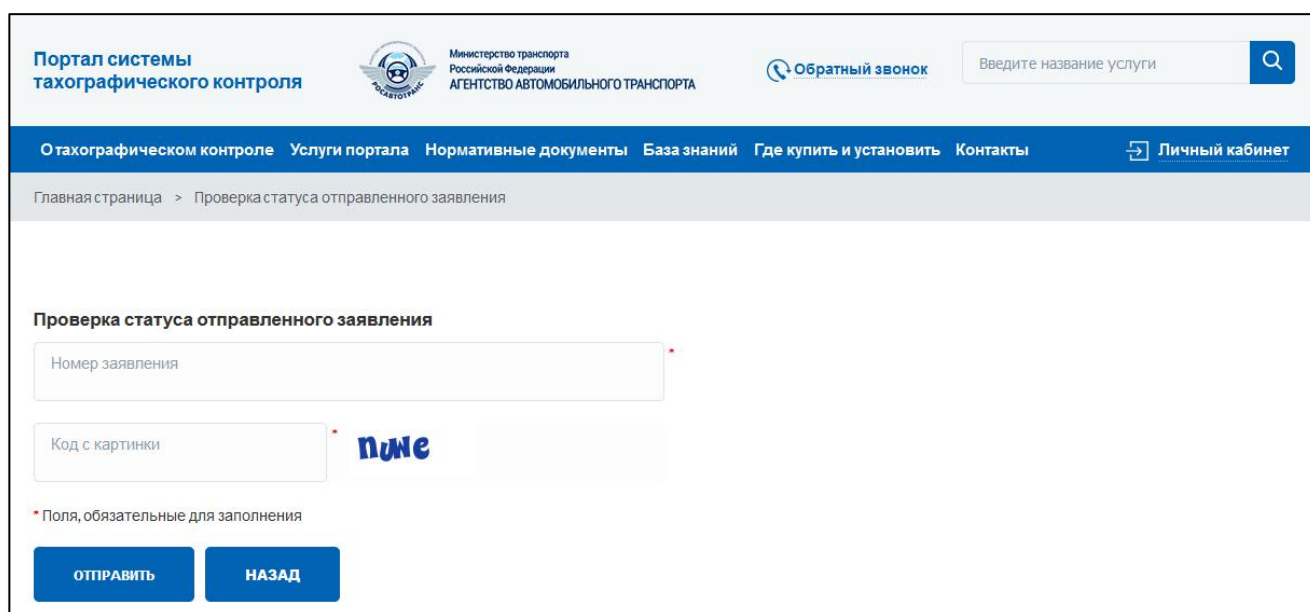 Портал системы
тахографического контроля
РОСАВТОТРАНС
Министерство транспорта
Российской Федерации
АГЕНТСТВО АВТОМОБИЛЬНОГО ТРАНСПОРТА
Обратный звонок
Введите название услуги
О тахографическом контроле Услуги портала Нормативные документы База знаний Где купить и установить Контакты Личный кабинет
Главная страница > Проверка статуса отправленного заявления
Проверка статуса отправленного заявления
Номер заявления *
Код с картинки *
* Поля, обязательные для заполнения
ОТПРАВИТЬ НАЗАД